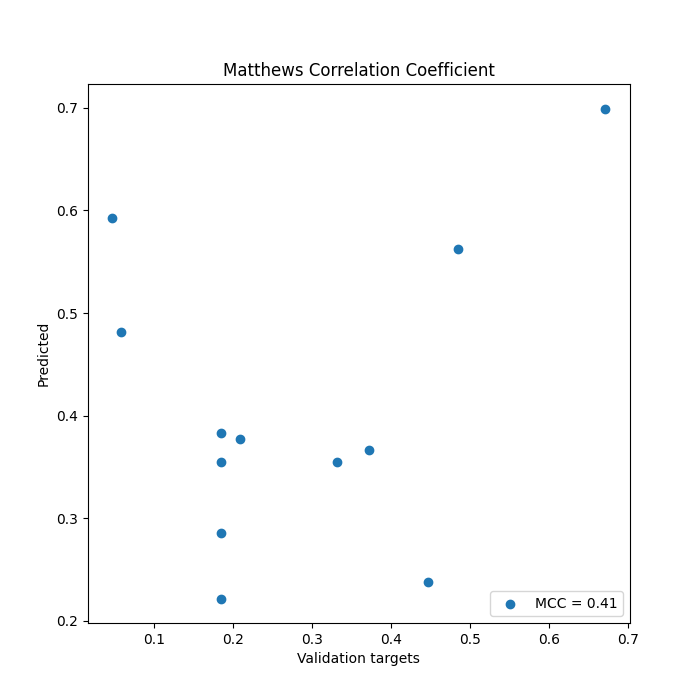 Matthews Correlation Coefficient
0.7
0.6
0.5
0.4
0.3
0.2
Predicted
MCC = 0.41
0.1 0.2 0.3 0.4 0.5 0.6 0.7
Validation targets